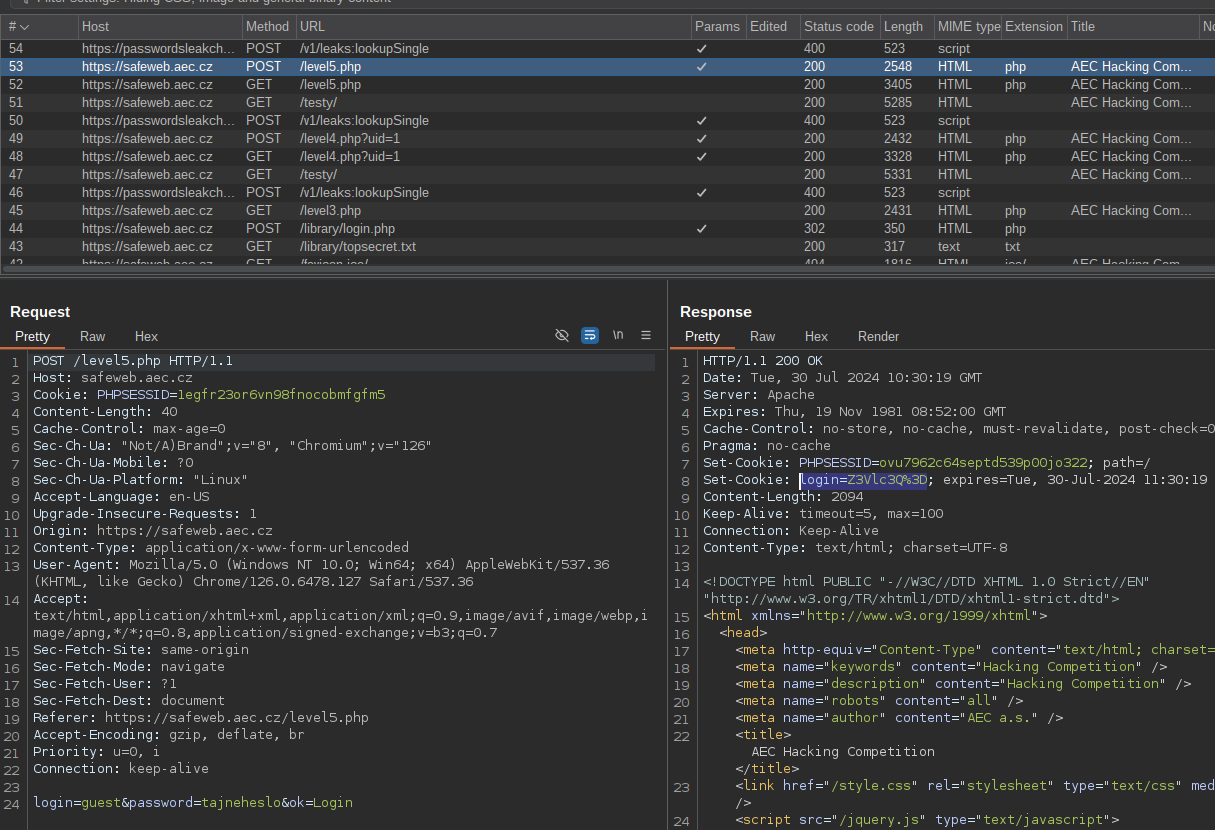 # Host Method URL Params Edited Status code Length MIME type Extension Title
54 https://passwordsleakch... POST /v1/leaks:lookupSingle ✓ 400 523 script
53 https://safeweb.aec.cz POST /level5.php ✓ 200 2548 HTML php AEC Hacking Com...
52 https://safeweb.aec.cz GET /level5.php 200 3405 HTML php AEC Hacking Com...
51 https://safeweb.aec.cz GET /testy/ 200 5285 HTML AEC Hacking Com...
50 https://passwordsleakch... POST /v1/leaks:lookupSingle ✓ 400 523 script
49 https://safeweb.aec.cz POST /level4.php?uid=1 ✓ 200 2432 HTML php AEC Hacking Com...
48 https://safeweb.aec.cz GET /level4.php?uid=1 ✓ 200 3328 HTML php AEC Hacking Com...
47 https://safeweb.aec.cz GET /testy/ 200 5331 HTML AEC Hacking Com...
46 https://passwordsleakch... POST /v1/leaks:lookupSingle ✓ 400 523 script
45 https://safeweb.aec.cz GET /level3.php 200 2431 HTML php AEC Hacking Com...
44 https://safeweb.aec.cz POST /library/login.php ✓ 302 350 HTML php
43 https://safeweb.aec.cz GET /library/topsecret.txt 200 317 text txt
Request
Pretty Raw Hex \n
1 POST /level5.php HTTP/1.1
2 Host: safeweb.aec.cz
3 Cookie: PHPSESSID=legfr23or6vn98fnocobmfgfm5
4 Content-Length: 40
5 Cache-Control: max-age=0
6 Sec-Ch-Ua: "Not/A)Brand";v="8", "Chromium";v="126"
7 Sec-Ch-Ua-Mobile: ?0
8 Sec-Ch-Ua-Platform: "Linux"
9 Accept-Language: en-US
10 Upgrade-Insecure-Requests: 1
11 Origin: https://safeweb.aec.cz
12 Content-Type: application/x-www-form-urlencoded
13 User-Agent: Mozilla/5.0 (Windows NT 10.0; Win64; x64) AppleWebKit/537.36
(KHTML, like Gecko) Chrome/126.0.6478.127 Safari/537.36
14 Accept:
text/html,application/xhtml+xml,application/xml;q=0.9,image/avif,image/webp,i
mage/apng,*/*;q=0.8,application/signed-exchange;v=b3;q=0.7
15 Sec-Fetch-Site: same-origin
16 Sec-Fetch-Mode: navigate
17 Sec-Fetch-User: ?1
18 Sec-Fetch-Dest: document
19 Referer: https://safeweb.aec.cz/level5.php
20 Accept-Encoding: gzip, deflate, br
21 Priority: u=0, i
22 Connection: keep-alive
23
24 login=guest&password=tajneheslo&ok=Login
Response
Pretty Raw Hex Render
1 HTTP/1.1 200 OK
2 Date: Tue, 30 Jul 2024 10:30:19 GMT
3 Server: Apache
4 Expires: Thu, 19 Nov 1981 08:52:00 GMT
5 Cache-Control: no-store, no-cache, must-revalidate, post-check=0
6 Pragma: no-cache
7 Set-Cookie: PHPSESSID=ovu7962c64septd539p00jo322; path=/
8 Set-Cookie: login=Z3Vlc3Q%3D; expires=Tue, 30-Jul-2024 11:30:19
9 Content-Length: 2094
10 Keep-Alive: timeout=5, max=100
11 Connection: Keep-Alive
12 Content-Type: text/html; charset=UTF-8
13
14 <!DOCTYPE html PUBLIC "-//W3C//DTD XHTML 1.0 Strict//EN"
"http://www.w3.org/TR/xhtml1/DTD/xhtml1-strict.dtd">
15 <html xmlns="http://www.w3.org/1999/xhtml">
16 <head>
17 <meta http-equiv="Content-Type" content="text/html; charset=
18 <meta name="keywords" content="Hacking Competition" />
19 <meta name="description" content="Hacking Competition" />
20 <meta name="robots" content="all" />
21 <meta name="author" content="AEC a.s." />
22 <title>
AEC Hacking Competition
</title>
23 <link href="/style.css" rel="stylesheet" type="text/css" med
/>
24 <script src="/jquery.js" type="text/javascript">